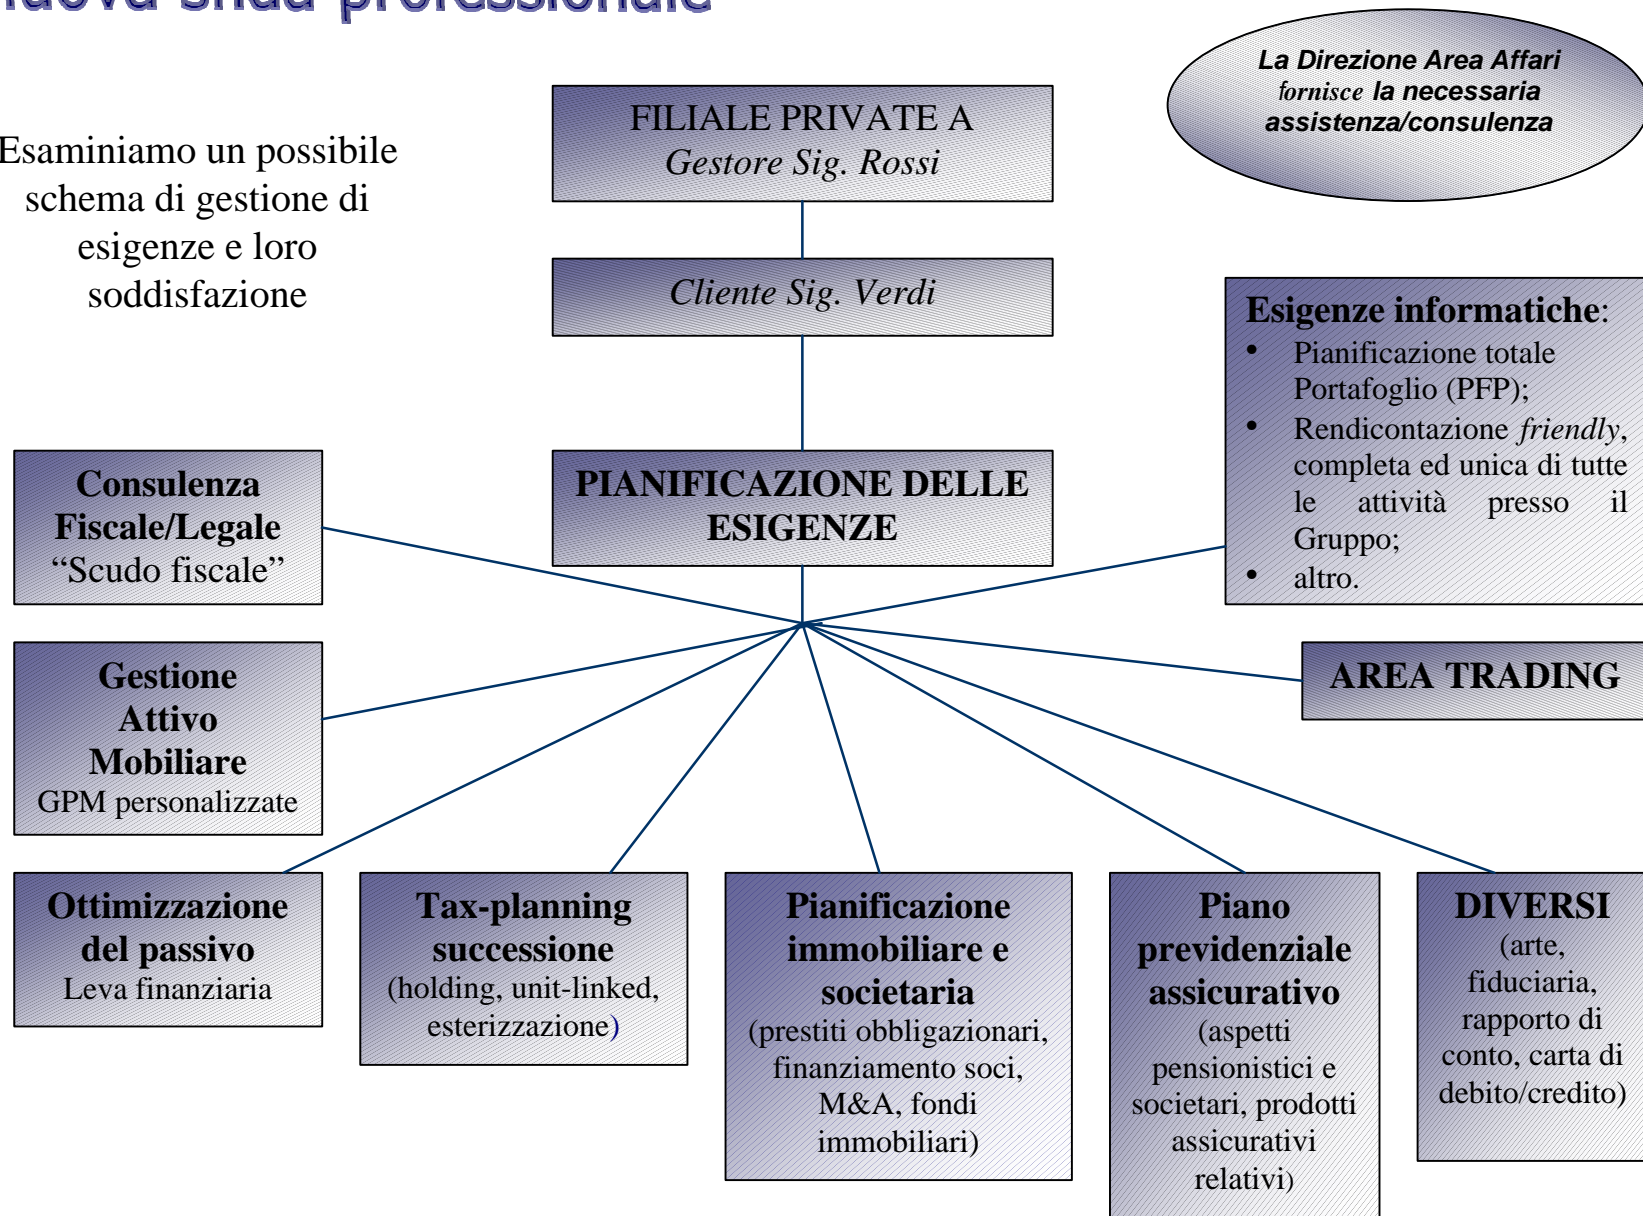 nuova sfida professionale
La Direzione Area Affari
fornisce la necessaria
assistenza/consulenza
FILIALE PRIVATE A
Gestore Sig. Rossi
Esaminiamo un possibile
schema di gestione di
esigenze e loro
soddisfazione
Cliente Sig. Verdi
Esigenze informatiche:
• Pianificazione totale
Portafoglio (PFP);
• Rendicontazione friendly,
completa ed unica di tutte
le attività presso il
Gruppo;
• altro.
Consulenza
Fiscale/Legale
“Scudo fiscale”
PIANIFICAZIONE DELLE
ESIGENZE
Gestione
Attivo
Mobiliare
GPM personalizzate
AREA TRADING
Ottimizzazione
del passivo
Leva finanziaria
Tax-planning
successione
(holding, unit-linked,
esterizzazione)
Pianificazione
immobiliare e
societaria
(prestiti obbligazionari,
finanziamento soci,
M&A, fondi
immobiliari)
Piano
previdenziale
assicurativo
(aspetti
pensionistici e
societari, prodotti
assicurativi
relativi)
DIVERSI
(arte,
fiduciaria,
rapporto di
conto, carta di
debito/credito)